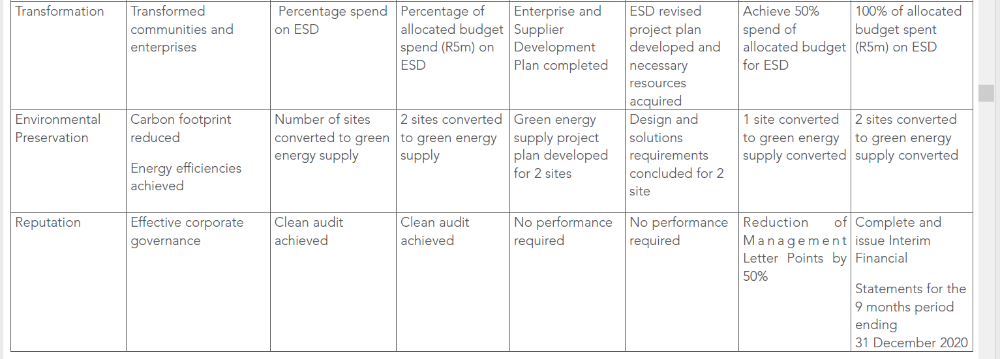 Transformation
Transformed
communities and
enterprises
Percentage spend
on ESD
Percentage of
allocated budget
spend (R5m) on
ESD
Enterprise and
Supplier
Development
Plan completed
ESD revised
project plan
developed and
necessary
resources
acquired
Achieve 50%
spend of
allocated budget
for ESD
100% of allocated
budget spent
(R5m) on ESD
Environmental
Preservation
Carbon footprint
reduced
Energy efficiencies
achieved
Number of sites
converted to green
energy supply
2 sites converted
to green energy
supply
Green energy
supply project
plan developed
for 2 sites
Design and
solutions
requirements
concluded for 2
site
1 site converted
to green energy
supply converted
2 sites converted
to green energy
supply converted
Reputation
Effective corporate
governance
Clean audit
achieved
Clean audit
achieved
No performance
required
No performance
required
Reduction of
Management
Letter Points by
50%
Complete and
issue Interim
Financial
Statements for the
9 months period
ending
31 December 2020